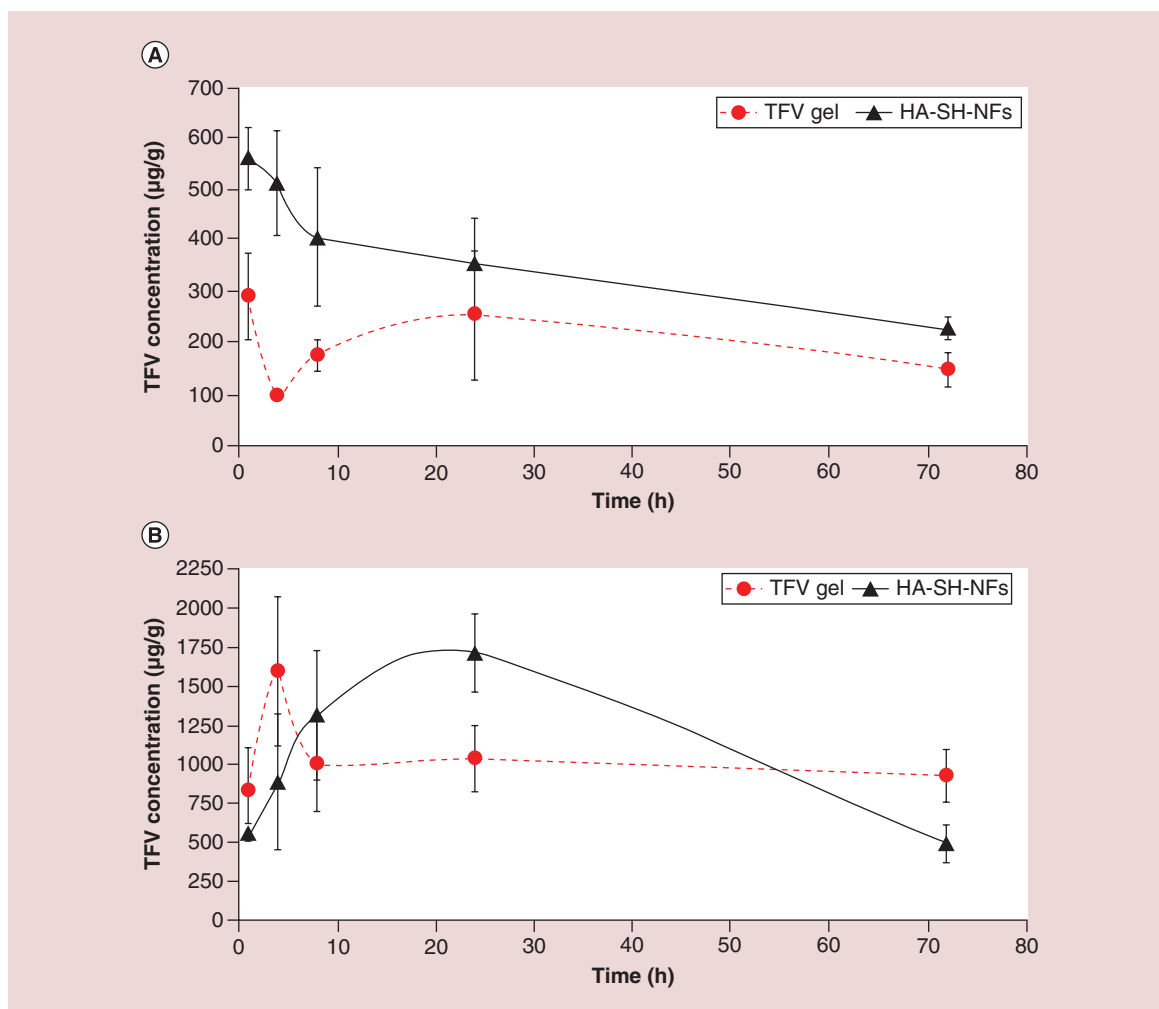 A
700
600
500
400
300
200
100
0
TFV concentration (µg/g)
TFV gel HA-SH-NFs
0 10 20 30 40 50 60 70 80
Time (h)
B
2250
2000
1750
1500
1250
1000
750
500
250
0
TFV concentration (µg/g)
TFV gel HA-SH-NFs
0 10 20 30 40 50 60 70 80
Time (h)